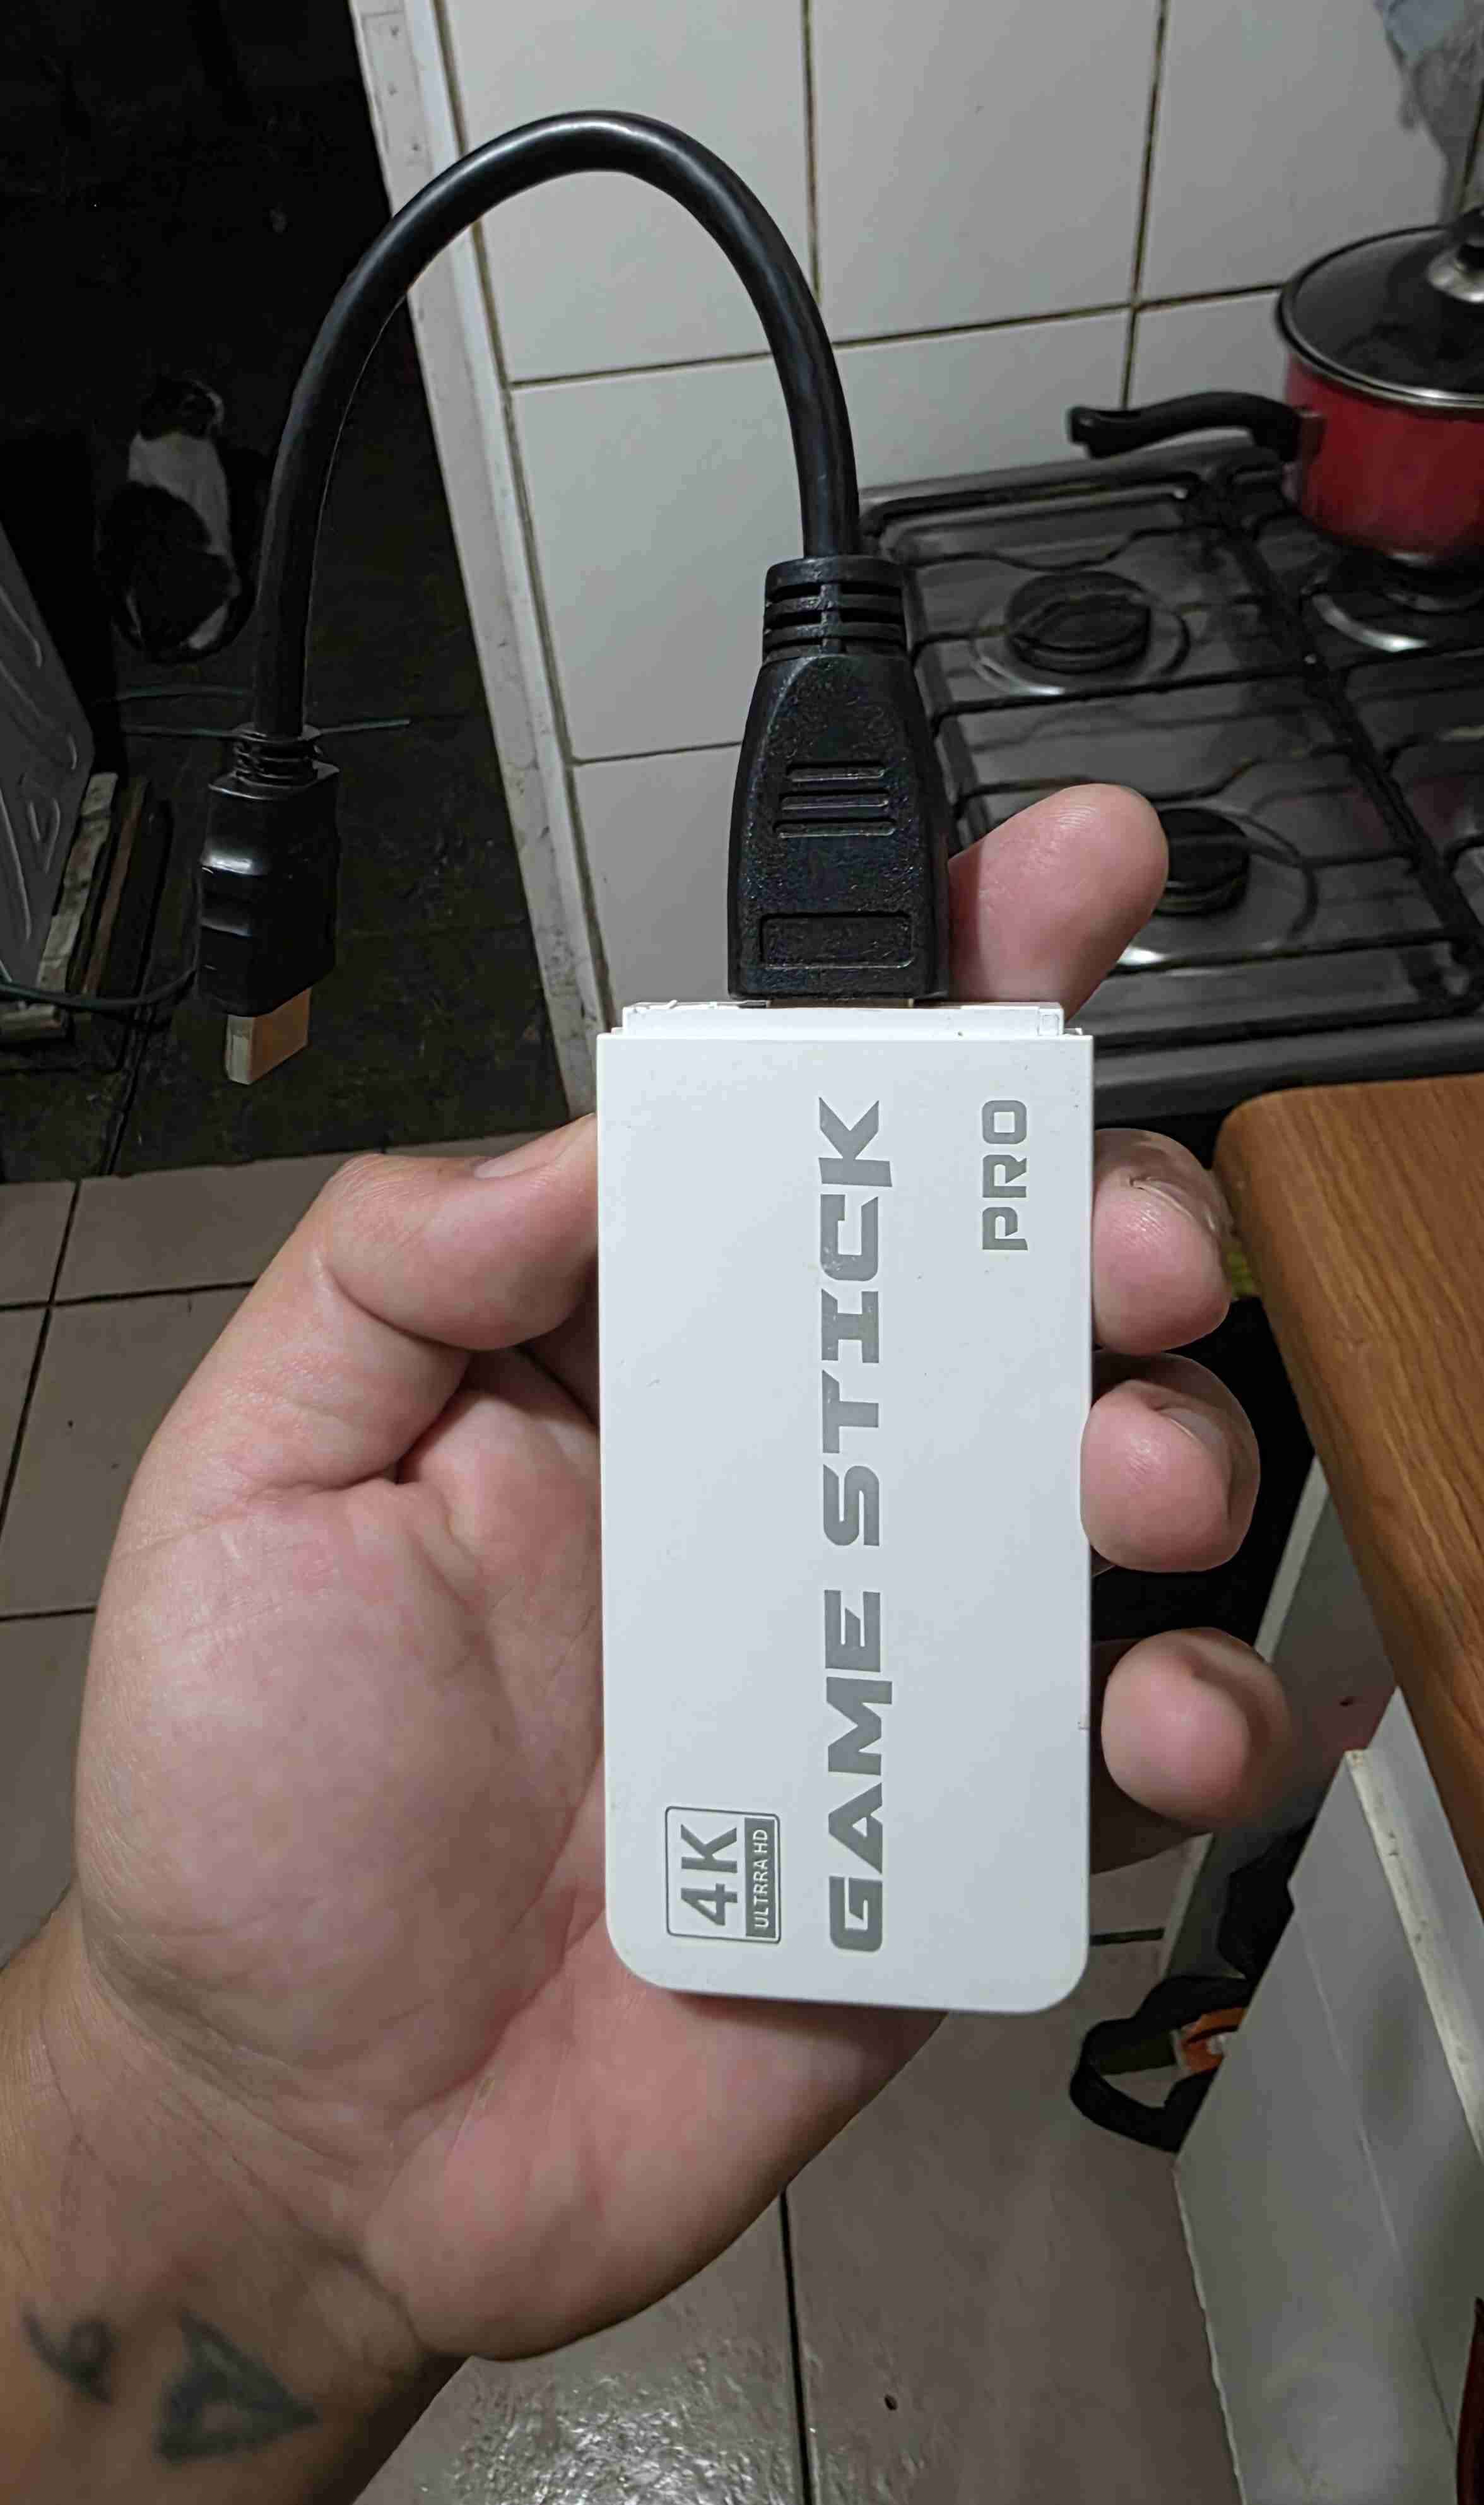 4K
ULTRRA HD
GAME STICK
PRO